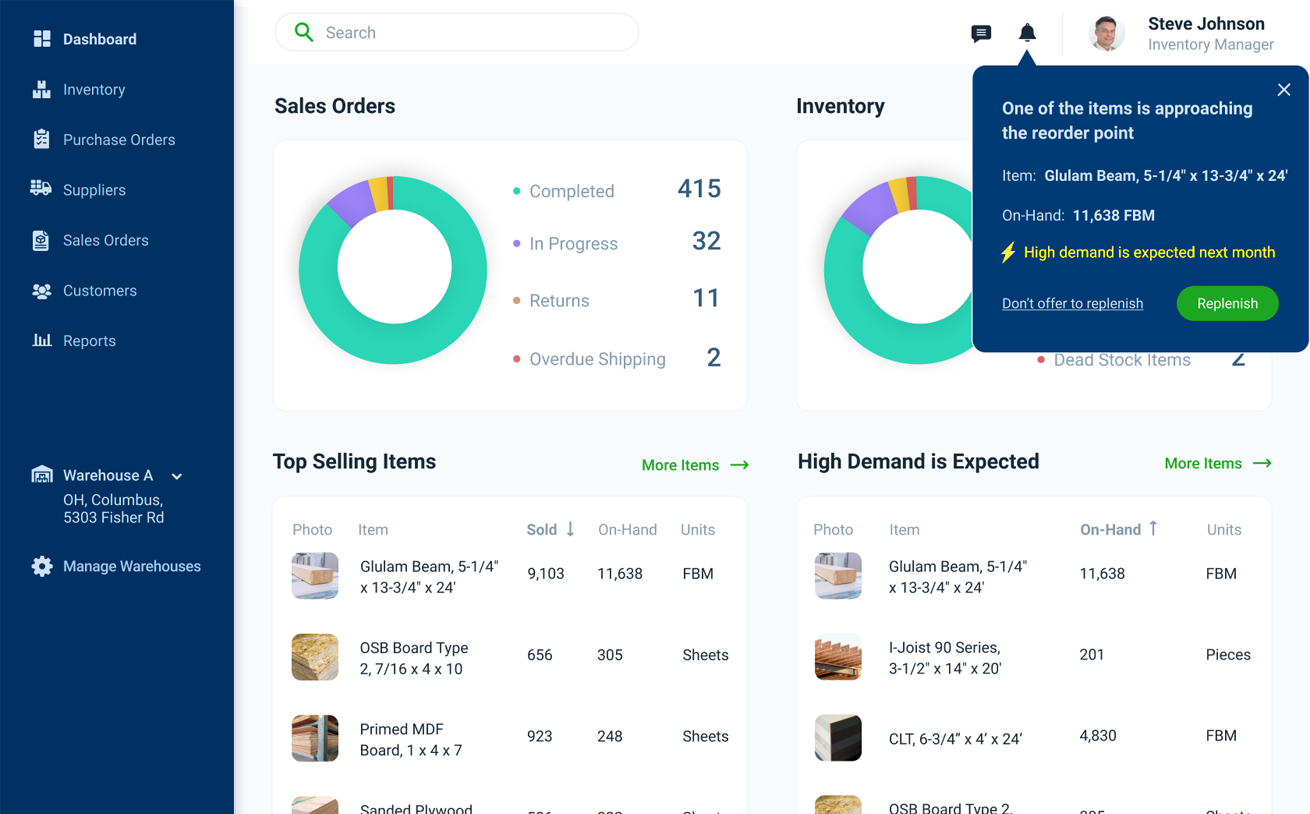 Dashboard
Inventory
Purchase Orders
Suppliers
Sales Orders
Customers
Reports
Warehouse A
OH, Columbus,
5303 Fisher Rd
Manage Warehouses
Search
Steve Johnson
Inventory Manager
One of the items is approaching
the reorder point
Item: Glulam Beam, 5-1/4" x 13-3/4" x 24'
On-Hand: 11,638 FBM
High demand is expected next month
Don't offer to replenish Replenish
Sales Orders
Completed 415
In Progress 32
Returns 11
Overdue Shipping 2
Inventory
Dead Stock Items 2
Top Selling Items More Items
Photo Item Sold On-Hand Units
Glulam Beam, 5-1/4"
x 13-3/4" x 24'
9,103 11,638 FBM
OSB Board Type
2, 7/16 x 4 x 10
656 305 Sheets
Primed MDF
Board, 1 x 4 x 7
923 248 Sheets
Sanded Plywood
High Demand is Expected More Items
Photo Item On-Hand Units
Glulam Beam, 5-1/4"
x 13-3/4" x 24'
11,638 FBM
I-Joist 90 Series,
3-1/2" x 14" x 20'
201 Pieces
CLT, 6-3/4” x 4’ x 24’
4,830 FBM
OSB Board Type 2,